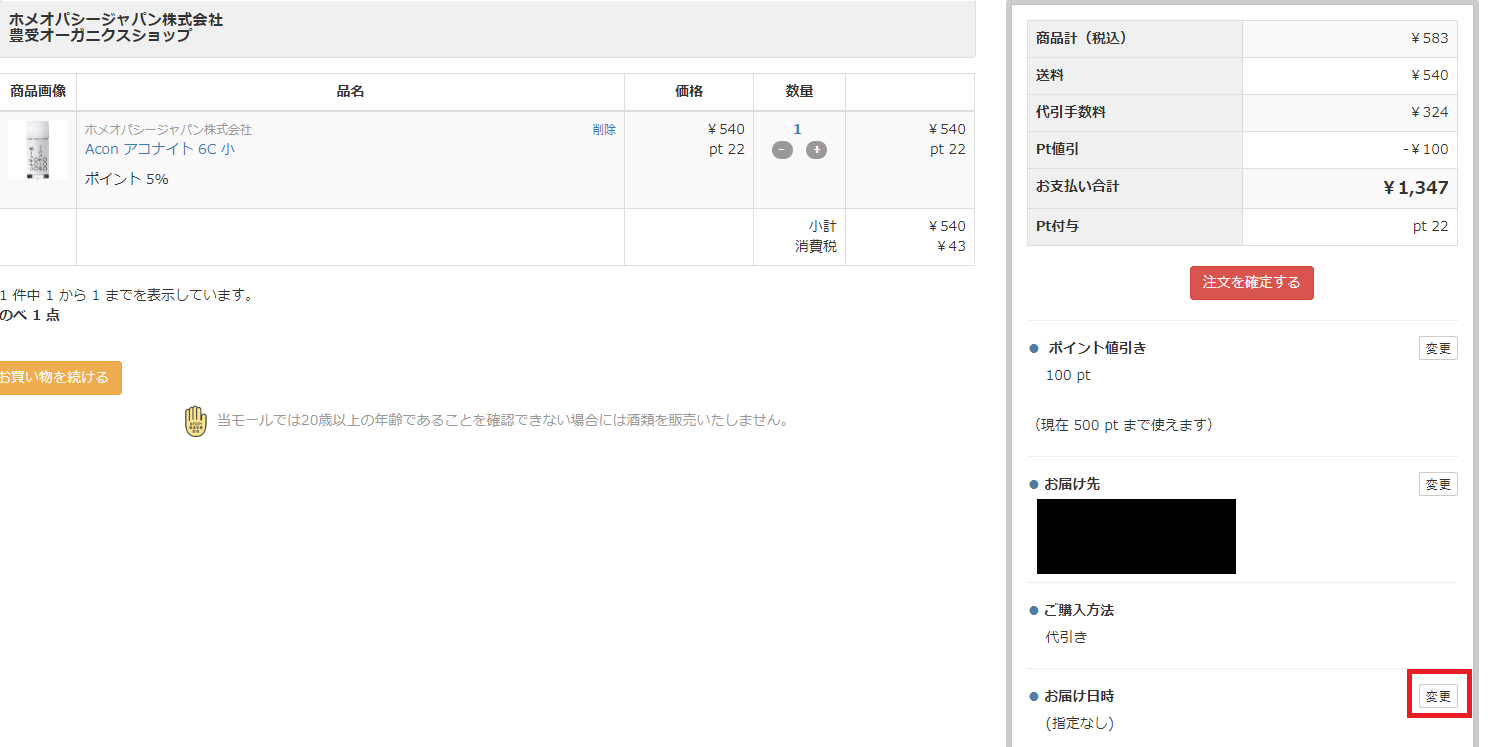 ホメオパシージャパン株式会社
豊受オーガニクスショップ
商品画像 品名 価格 数量
ホメオパシージャパン株式会社 削除 ¥540 1 ¥540
Acon アコナイト 6C 小 pt 22 - + pt 22
ポイント 5%
小計 ¥540
消費税 ¥43
1 件中 1 から 1 までを表示しています。
のべ 1 点
お買い物を続ける
当モールでは20歳以上の年齢であることを確認できない場合には酒類を販売いたしません。
商品計（税込） ¥583
送料 ¥540
代引手数料 ¥324
Pt値引 -¥100
お支払い合計 ¥1,347
Pt付与 pt 22
注文を確定する
ポイント値引き 変更
100 pt
（現在 500 pt まで使えます）
お届け先 変更
ご購入方法
代引き
お届け日時 変更
(指定なし)